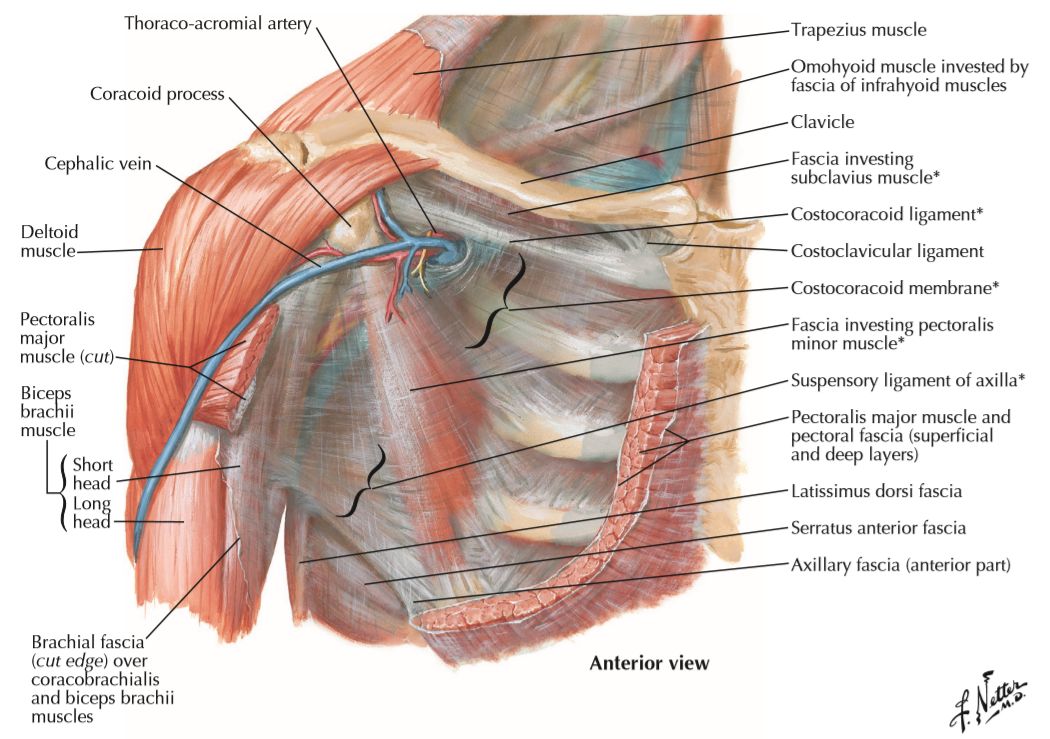 Thoraco-acromial artery
Coracoid process
Cephalic vein
Deltoid
muscle
Pectoralis
major
muscle (cut)
Biceps
brachii
muscle
Short
head
Long
head
Brachial fascia
(cut edge) over
coracobrachialis
and biceps brachii
muscles
Trapezius muscle
Omohyoid muscle invested by
fascia of infrahyoid muscles
Clavicle
Fascia investing
subclavius muscle*
Costocoracoid ligament*
Costoclavicular ligament
Costocoracoid membrane*
Fascia investing pectoralis
minor muscle*
Suspensory ligament of axilla*
Pectoralis major muscle and
pectoral fascia (superficial
and deep layers)
Latissimus dorsi fascia
Serratus anterior fascia
Axillary fascia (anterior part)
Anterior view
F. Netter
M.D.